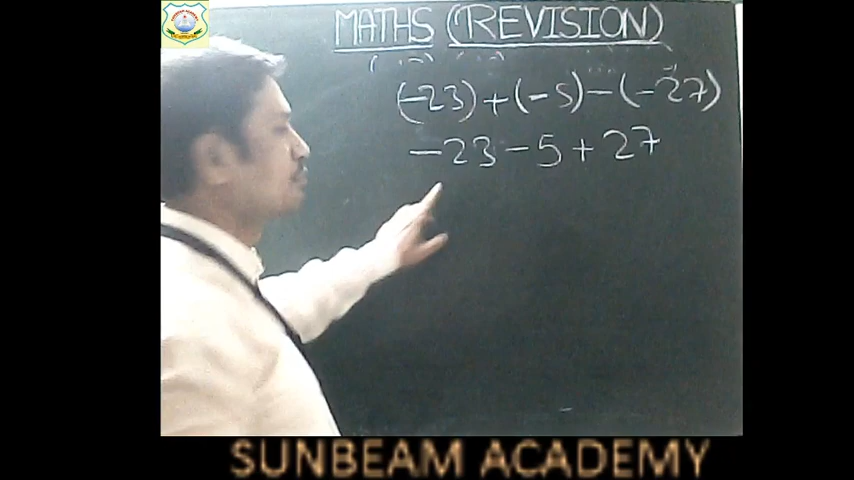 MATHS (REVISION)
(-23)+(-5)-(-27)
-23-5+27
SUNBEAM ACADEMY